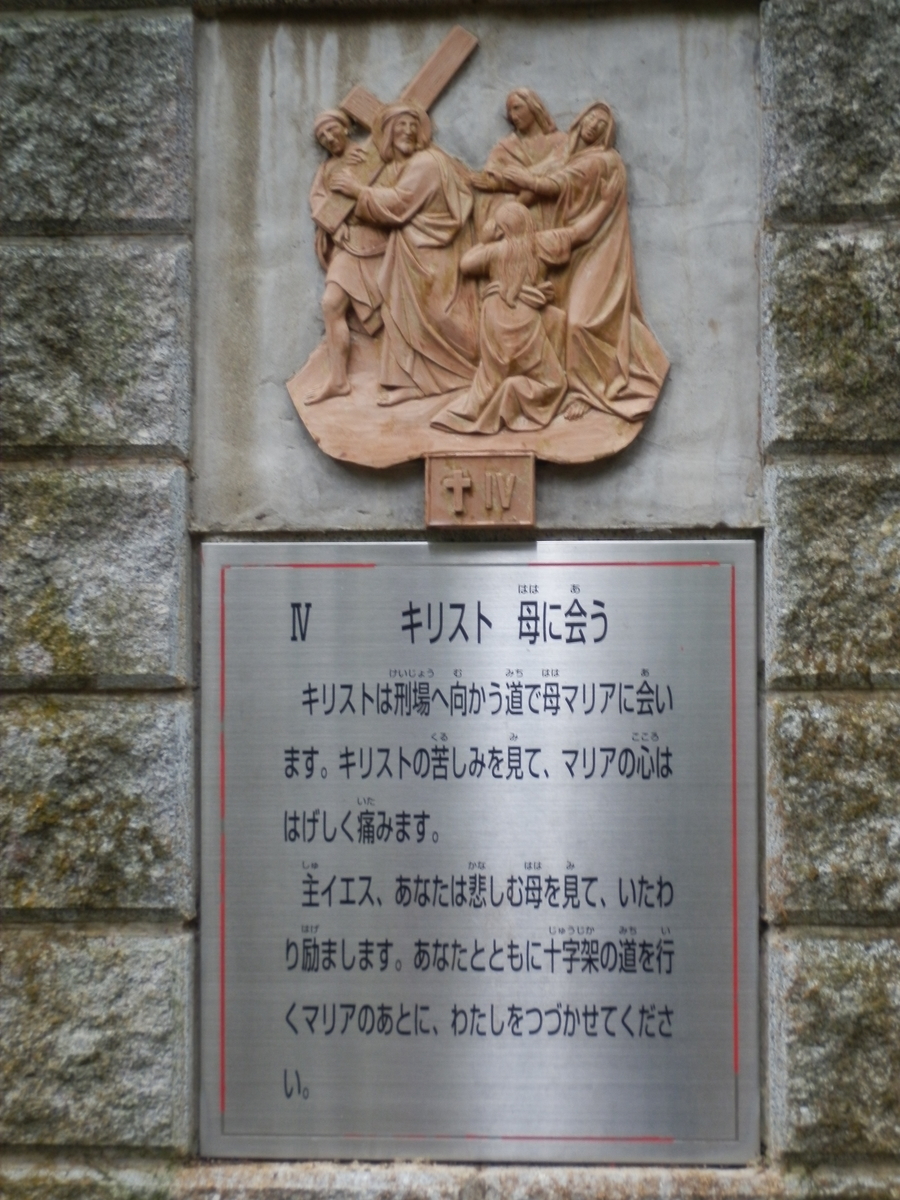 ✝ IV
Ⅳ キリスト 母に会う
キリストは刑場へ向かう道で母マリアに会い
ます。キリストの苦しみを見て、マリアの心は
はげしく痛みます。
主イエス、あなたは悲しむ母を見て、いたわ
り励まします。あなたとともに十字架の道を行
くマリアのあとに、わたしをつづかせてくださ
い。